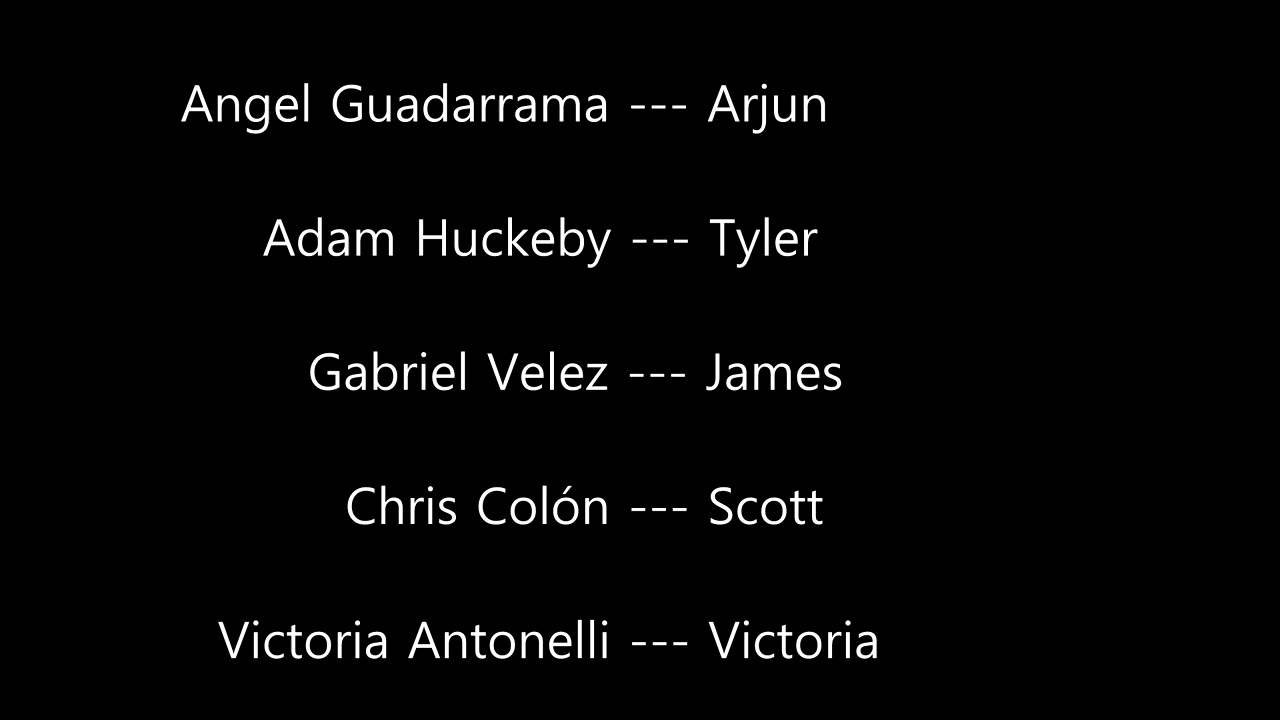 Angel Guadarrama --- Arjun
Adam Huckeby --- Tyler
Gabriel Velez --- James
Chris Colón --- Scott
Victoria Antonelli --- Victoria